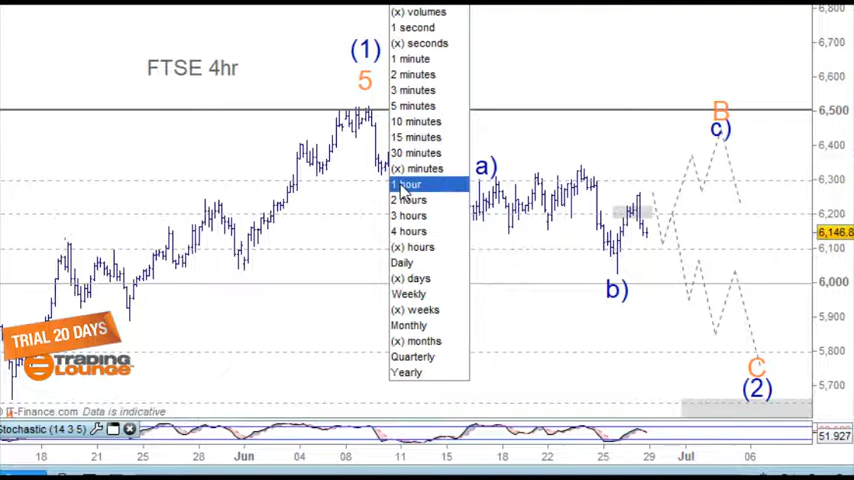 FTSE 4hr
(1)
5
(x) volumes
1 second
(x) seconds
1 minute
2 minutes
3 minutes
5 minutes
10 minutes
15 minutes
30 minutes
(x) minutes
1 hour
2 hours
3 hours
4 hours
(x) hours
Daily
(x) days
Weekly
(x) weeks
Monthly
(x) months
Quarterly
Yearly
a)
b)
B
c)
C
(2)
6,800
6,700
6,600
6,500
6,400
6,300
6,200
6,146.8
6,100
6,000
5,900
5,800
5,700
TRIAL 20 DAYS
TRADING
LOUNGE
IT-Finance.com Data is indicative
Stochastic (14 3 5)
51.927
18
21
25
28
Jun
04
08
11
15
18
22
25
29
Jul
06